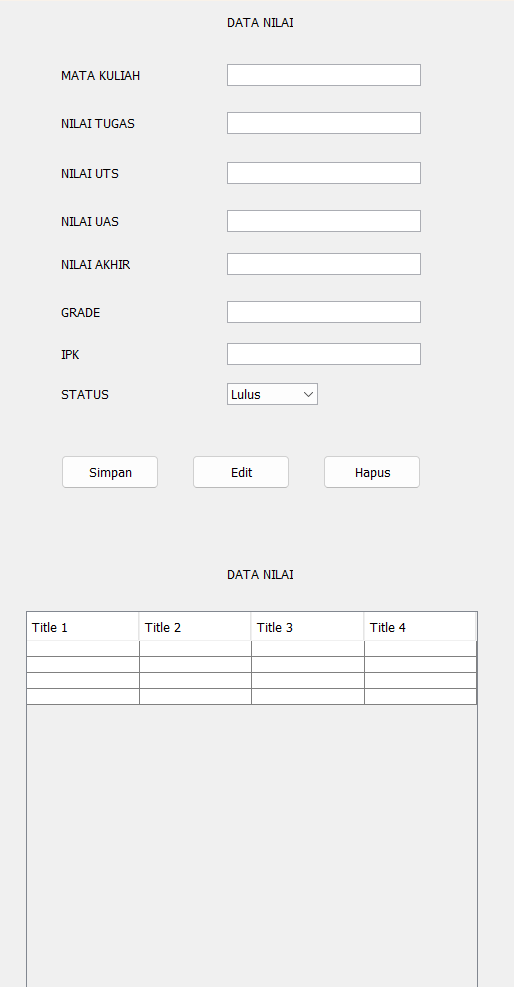 DATA NILAI
MATA KULIAH
NILAI TUGAS
NILAI UTS
NILAI UAS
NILAI AKHIR
GRADE
IPK
STATUS Lulus
Simpan Edit Hapus
DATA NILAI
Title 1 Title 2 Title 3 Title 4